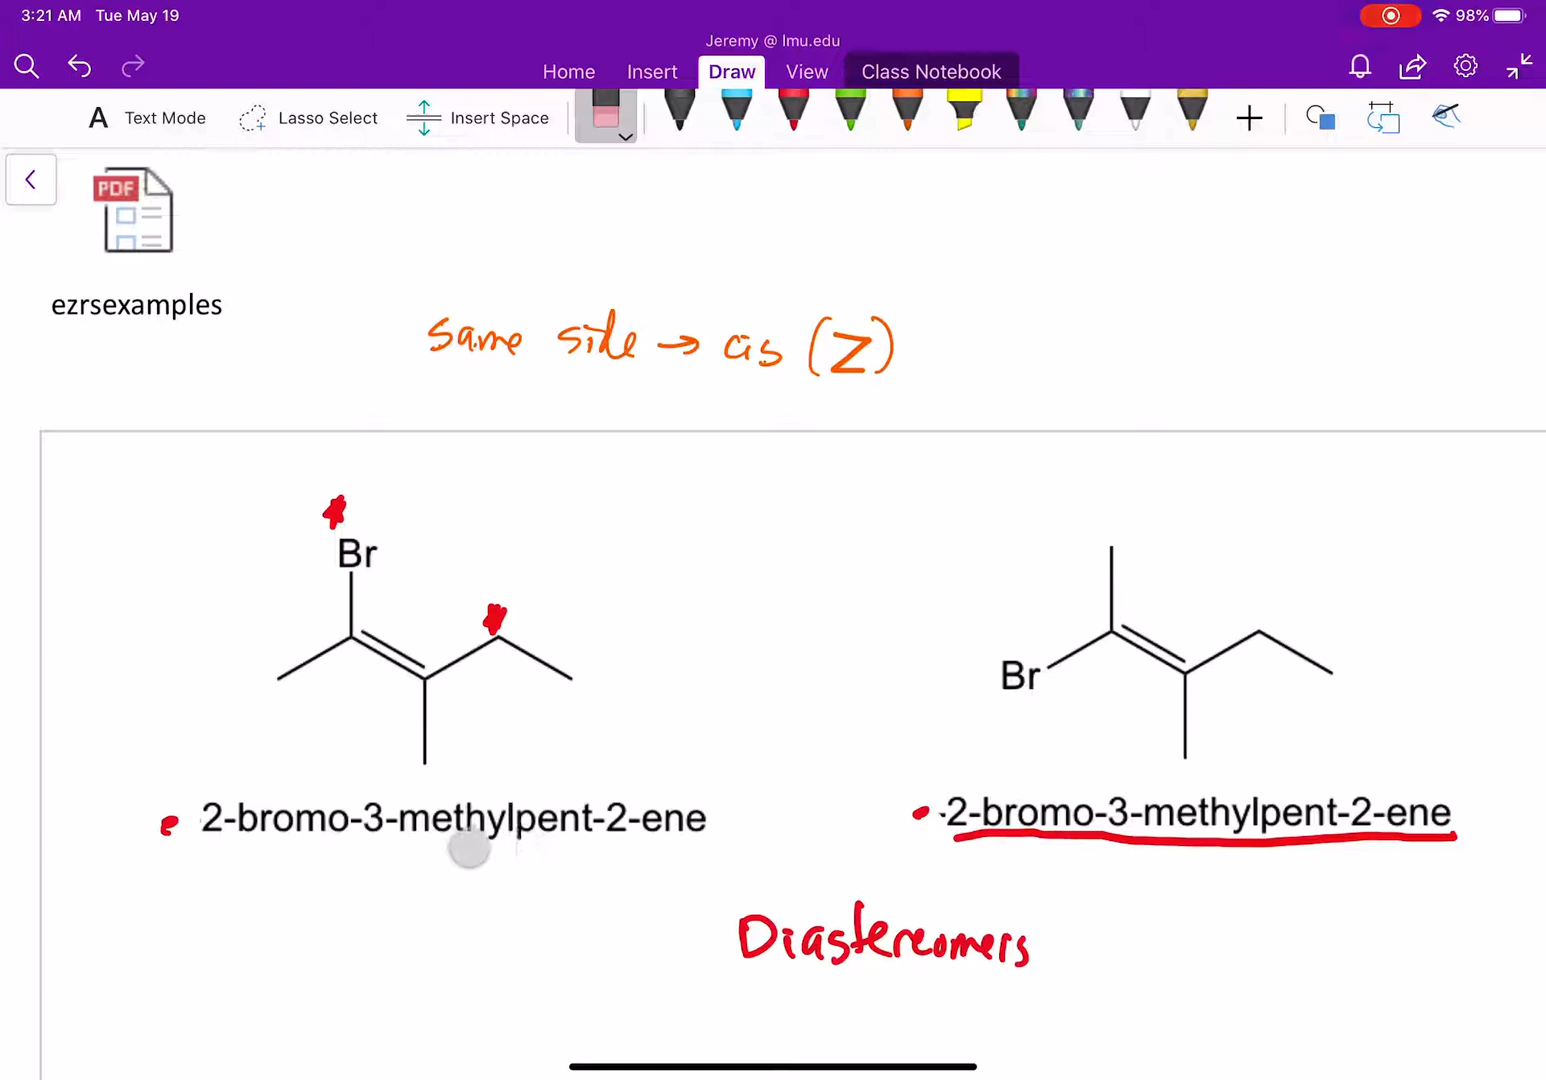 3:21 AM Tue May 19
98%
Jeremy @ lmu.edu
Home Insert Draw View Class Notebook
A Text Mode Lasso Select Insert Space
PDF
ezrsexamples
same side → cis (Z)
Br
Br
2-bromo-3-methylpent-2-ene
-2-bromo-3-methylpent-2-ene
Diastereomers